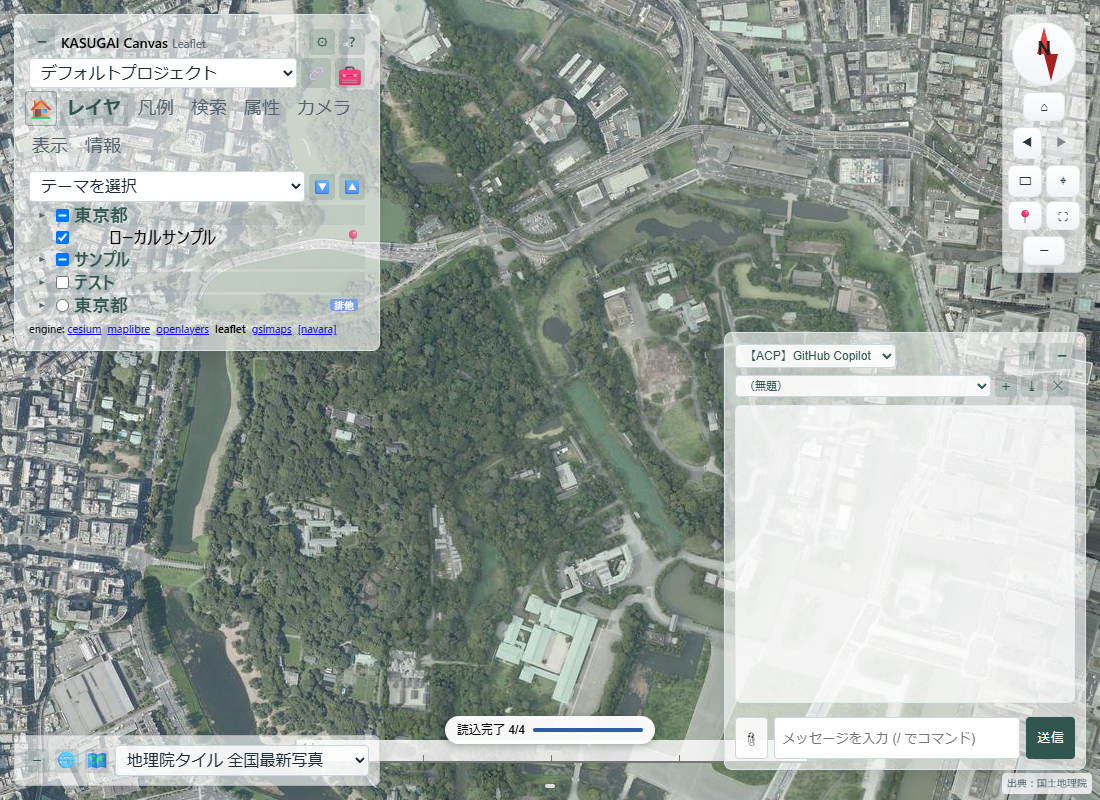 KASUGAI Canvas Leaflet
?
デフォルトプロジェクト
レイヤ 凡例 検索 属性 カメラ
表示 情報
テーマを選択
東京都
ローカルサンプル
サンプル
テスト
東京都 排他
engine: cesium maplibre openlayers leaflet gsimaps [navara]
N
【ACP】GitHub Copilot
（無題）
メッセージを入力 (/ でコマンド)
送信
読込完了 4/4
地理院タイル 全国最新写真
出典：国土地理院